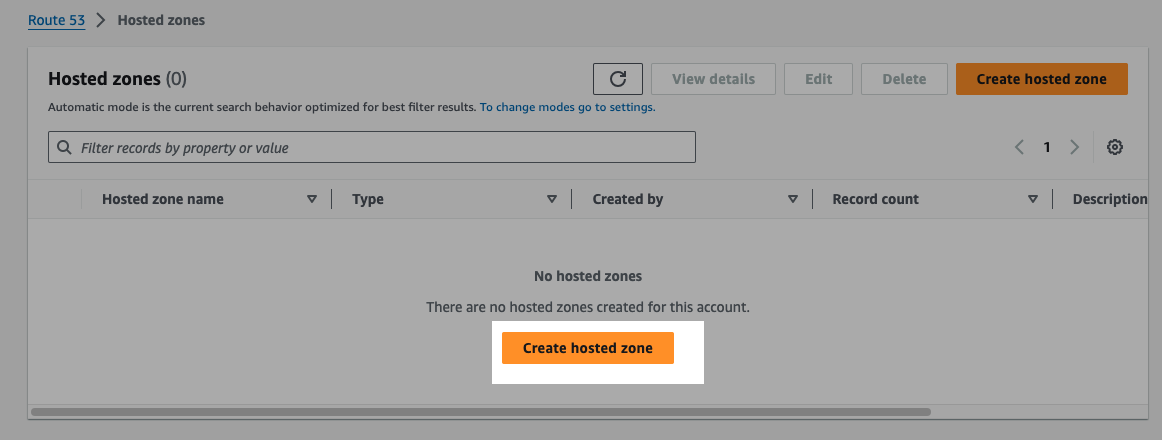 Route 53 > Hosted zones
Hosted zones (0)
View details
Edit
Delete
Create hosted zone
Automatic mode is the current search behavior optimized for best filter results. To change modes go to settings.
Filter records by property or value
1
Hosted zone name
Type
Created by
Record count
Description
No hosted zones
There are no hosted zones created for this account.
Create hosted zone